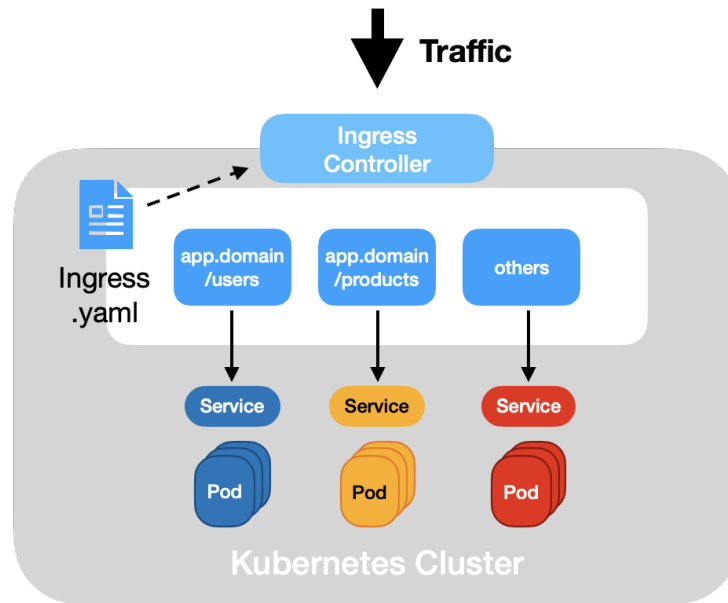 Traffic
Ingress
Controller
Ingress
.yaml
app.domain
/users
app.domain
/products
others
Service
Service
Service
Pod
Pod
Pod
Kubernetes Cluster